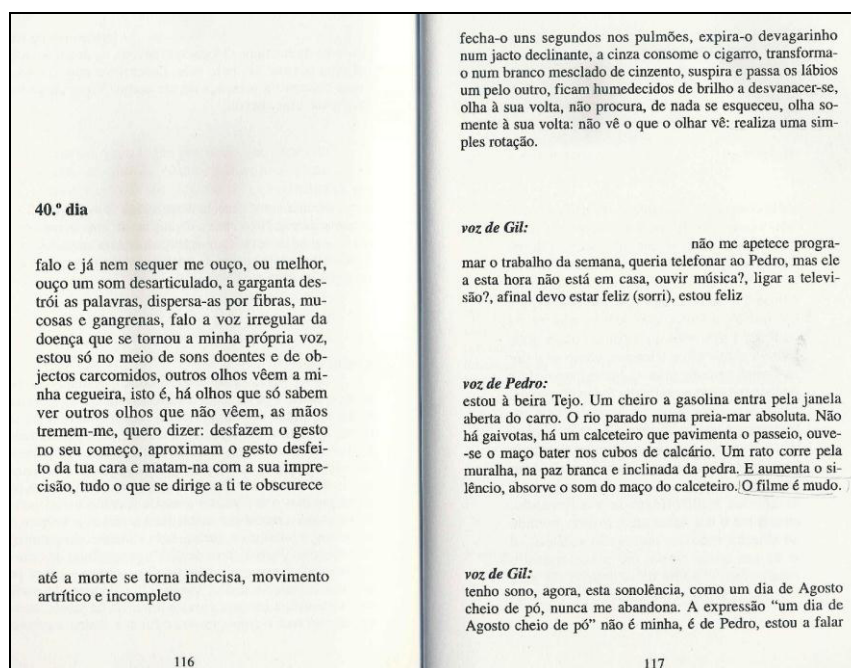 40.º dia
falo e já nem sequer me ouço, ou melhor,
ouço um som desarticulado, a garganta des-
trói as palavras, dispersa-as por fibras, mu-
cosas e gangrenas, falo a voz irregular da
doença que se tornou a minha própria voz,
estou só no meio de sons doentes e de ob-
jectos carcomidos, outros olhos vêem a mi-
nha cegueira, isto é, há olhos que só sabem
ver outros olhos que não vêem, as mãos
tremem-me, quero dizer: desfazem o gesto
no seu começo, aproximam o gesto desfei-
to da tua cara e matam-na com a sua impre-
cisão, tudo o que se dirige a ti te obscurece
até a morte se torna indecisa, movimento
artrítico e incompleto
116
fecha-o uns segundos nos pulmões, expira-o devagarinho
num jacto declinante, a cinza consome o cigarro, transforma-
o num branco mesclado de cinzento, suspira e passa os lábios
um pelo outro, ficam humedecidos de brilho a desvanacer-se,
olha à sua volta, não procura, de nada se esqueceu, olha so-
mente à sua volta: não vê o que o olhar vê: realiza uma sim-
ples rotação.
voz de Gil:
não me apetece progra-
mar o trabalho da semana, queria telefonar ao Pedro, mas ele
a esta hora não está em casa, ouvir música?, ligar a televi-
são?, afinal devo estar feliz (sorri), estou feliz
voz de Pedro:
estou à beira Tejo. Um cheiro a gasolina entra pela janela
aberta do carro. O rio parado numa preia-mar absoluta. Não
há gaivotas, há um calceteiro que pavimenta o passeio, ouve-
-se o maço bater nos cubos de calcário. Um rato corre pela
muralha, na paz branca e inclinada da pedra. E aumenta o si-
lêncio, absorve o som do maço do calceteiro. O filme é mudo.
voz de Gil:
tenho sono, agora, esta sonolência, como um dia de Agosto
cheio de pó, nunca me abandona. A expressão “um dia de
Agosto cheio de pó” não é minha, é de Pedro, estou a falar
117